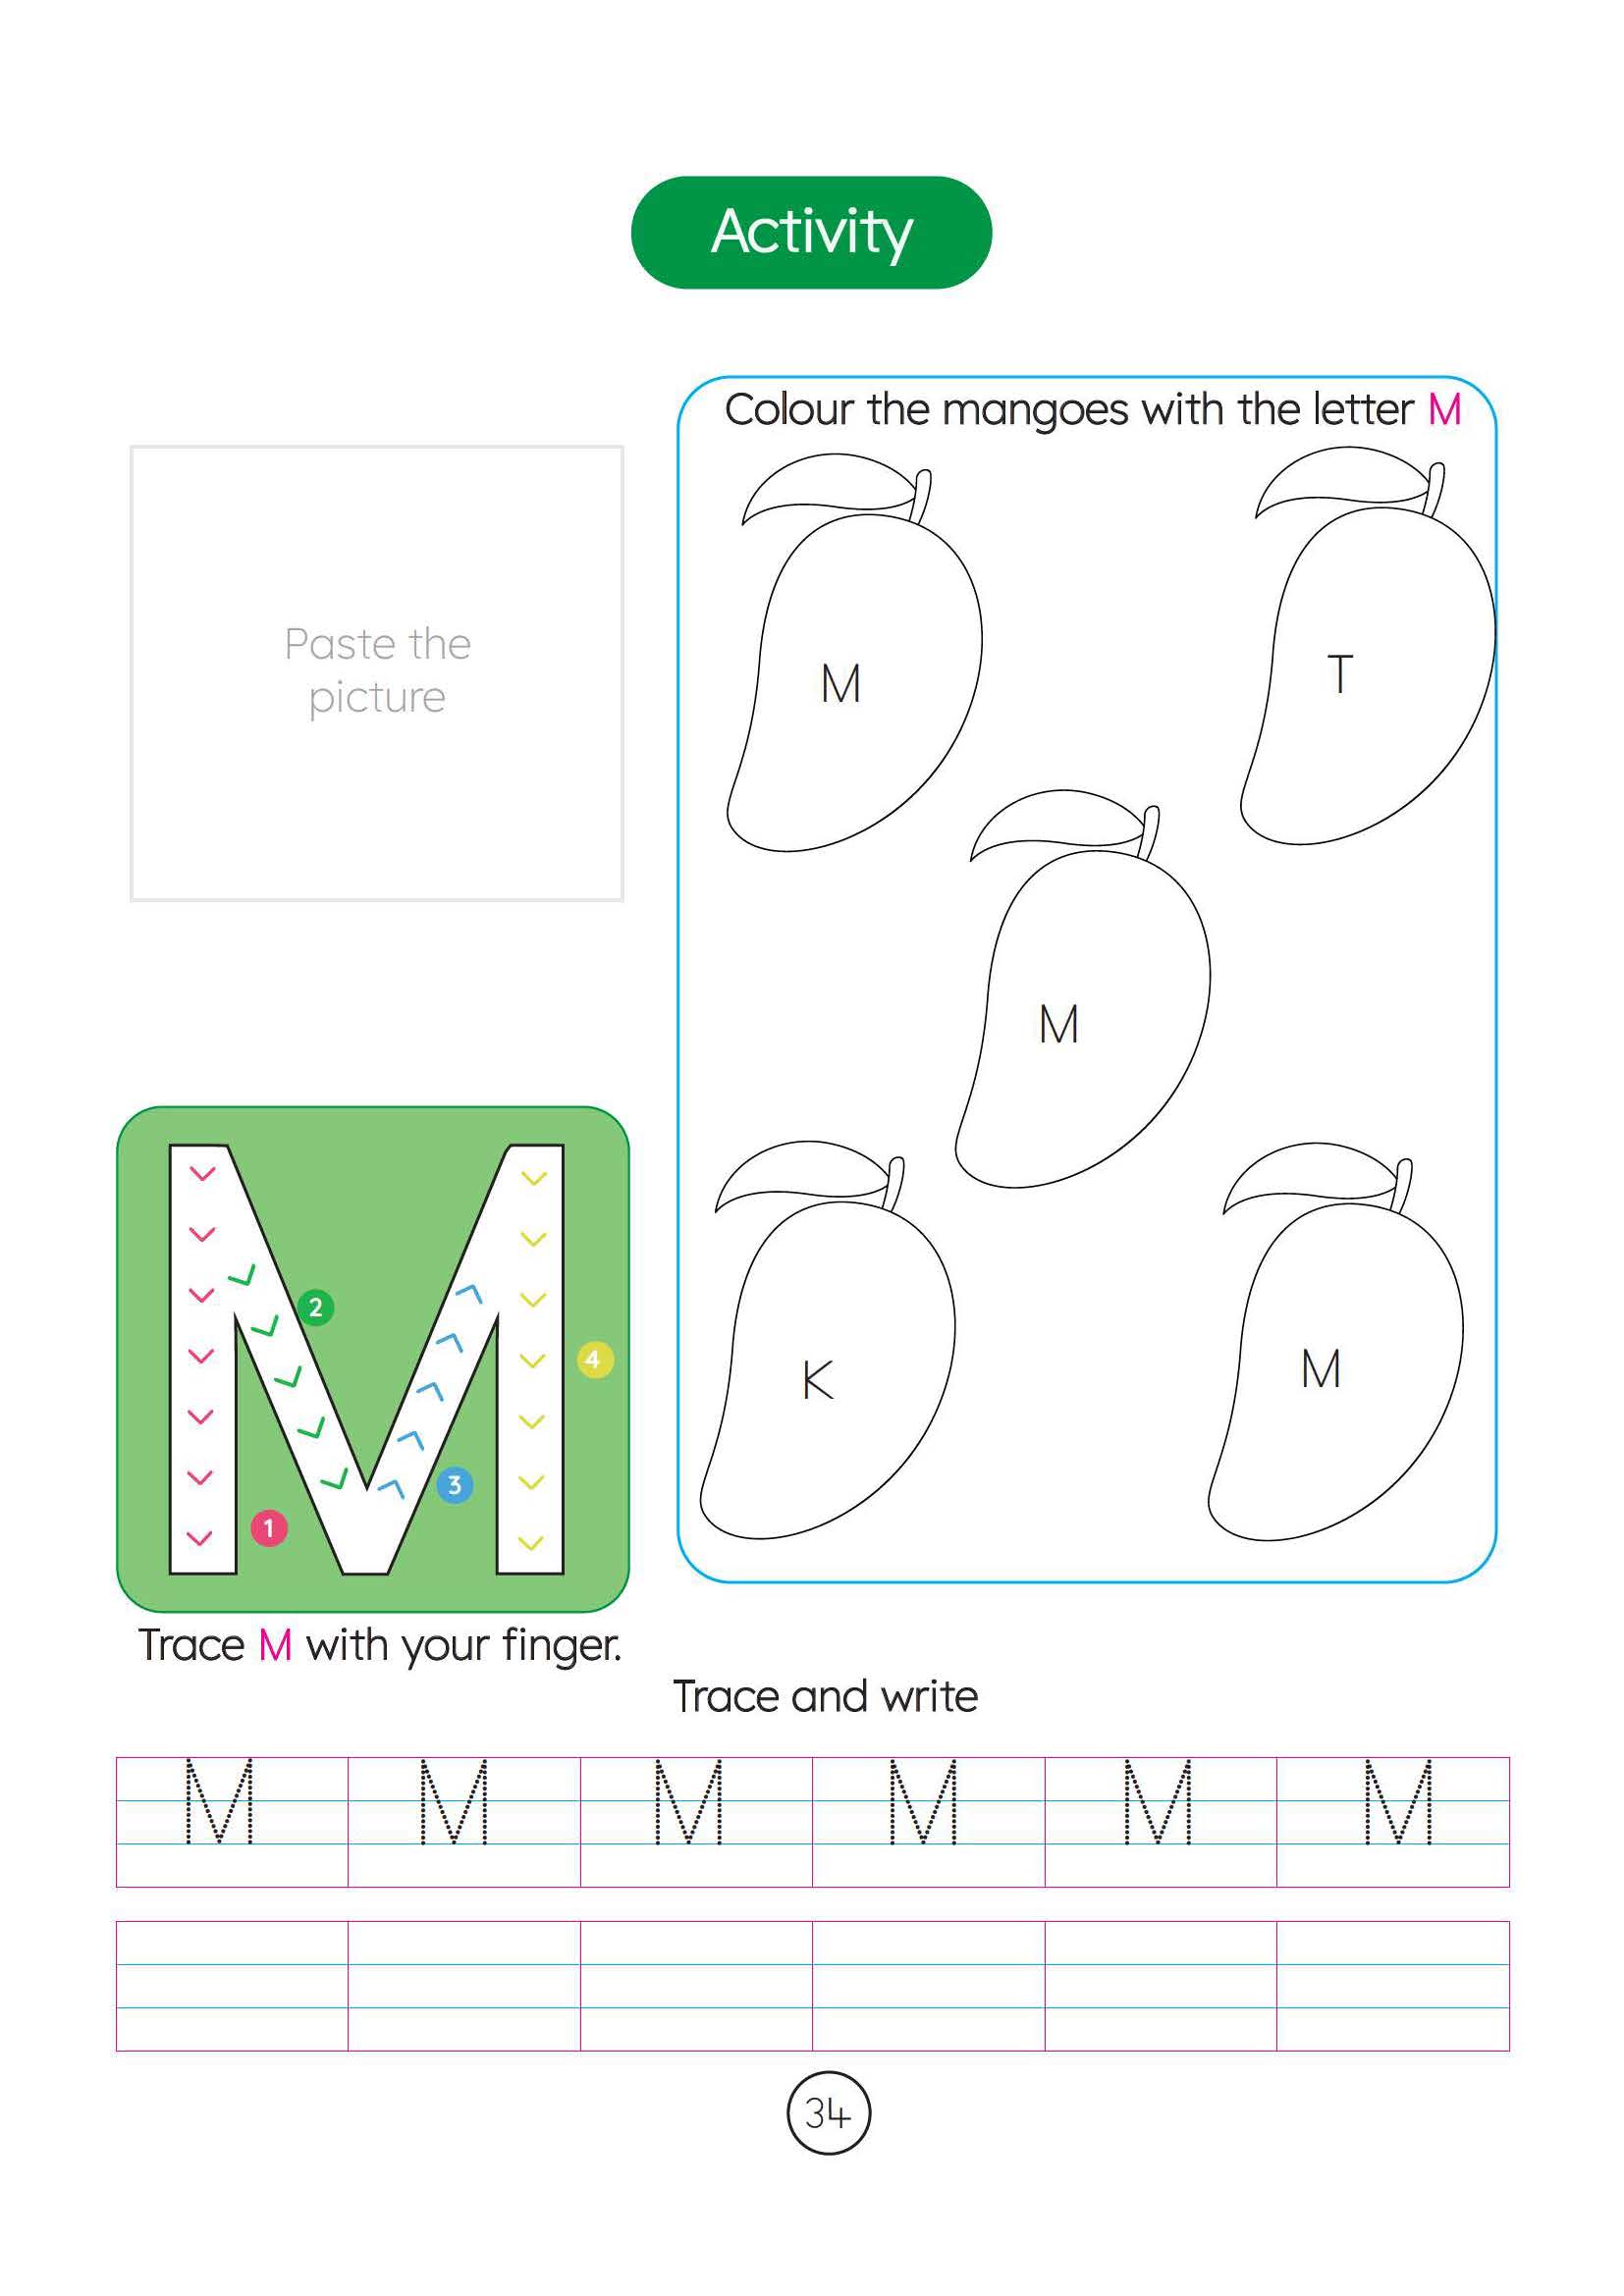 Activity
Colour the mangoes with the letter M
Paste the
picture
M
T
M
K
M
M
2
4
3
1
Trace M with your finger.
Trace and write
M M M M M M
34